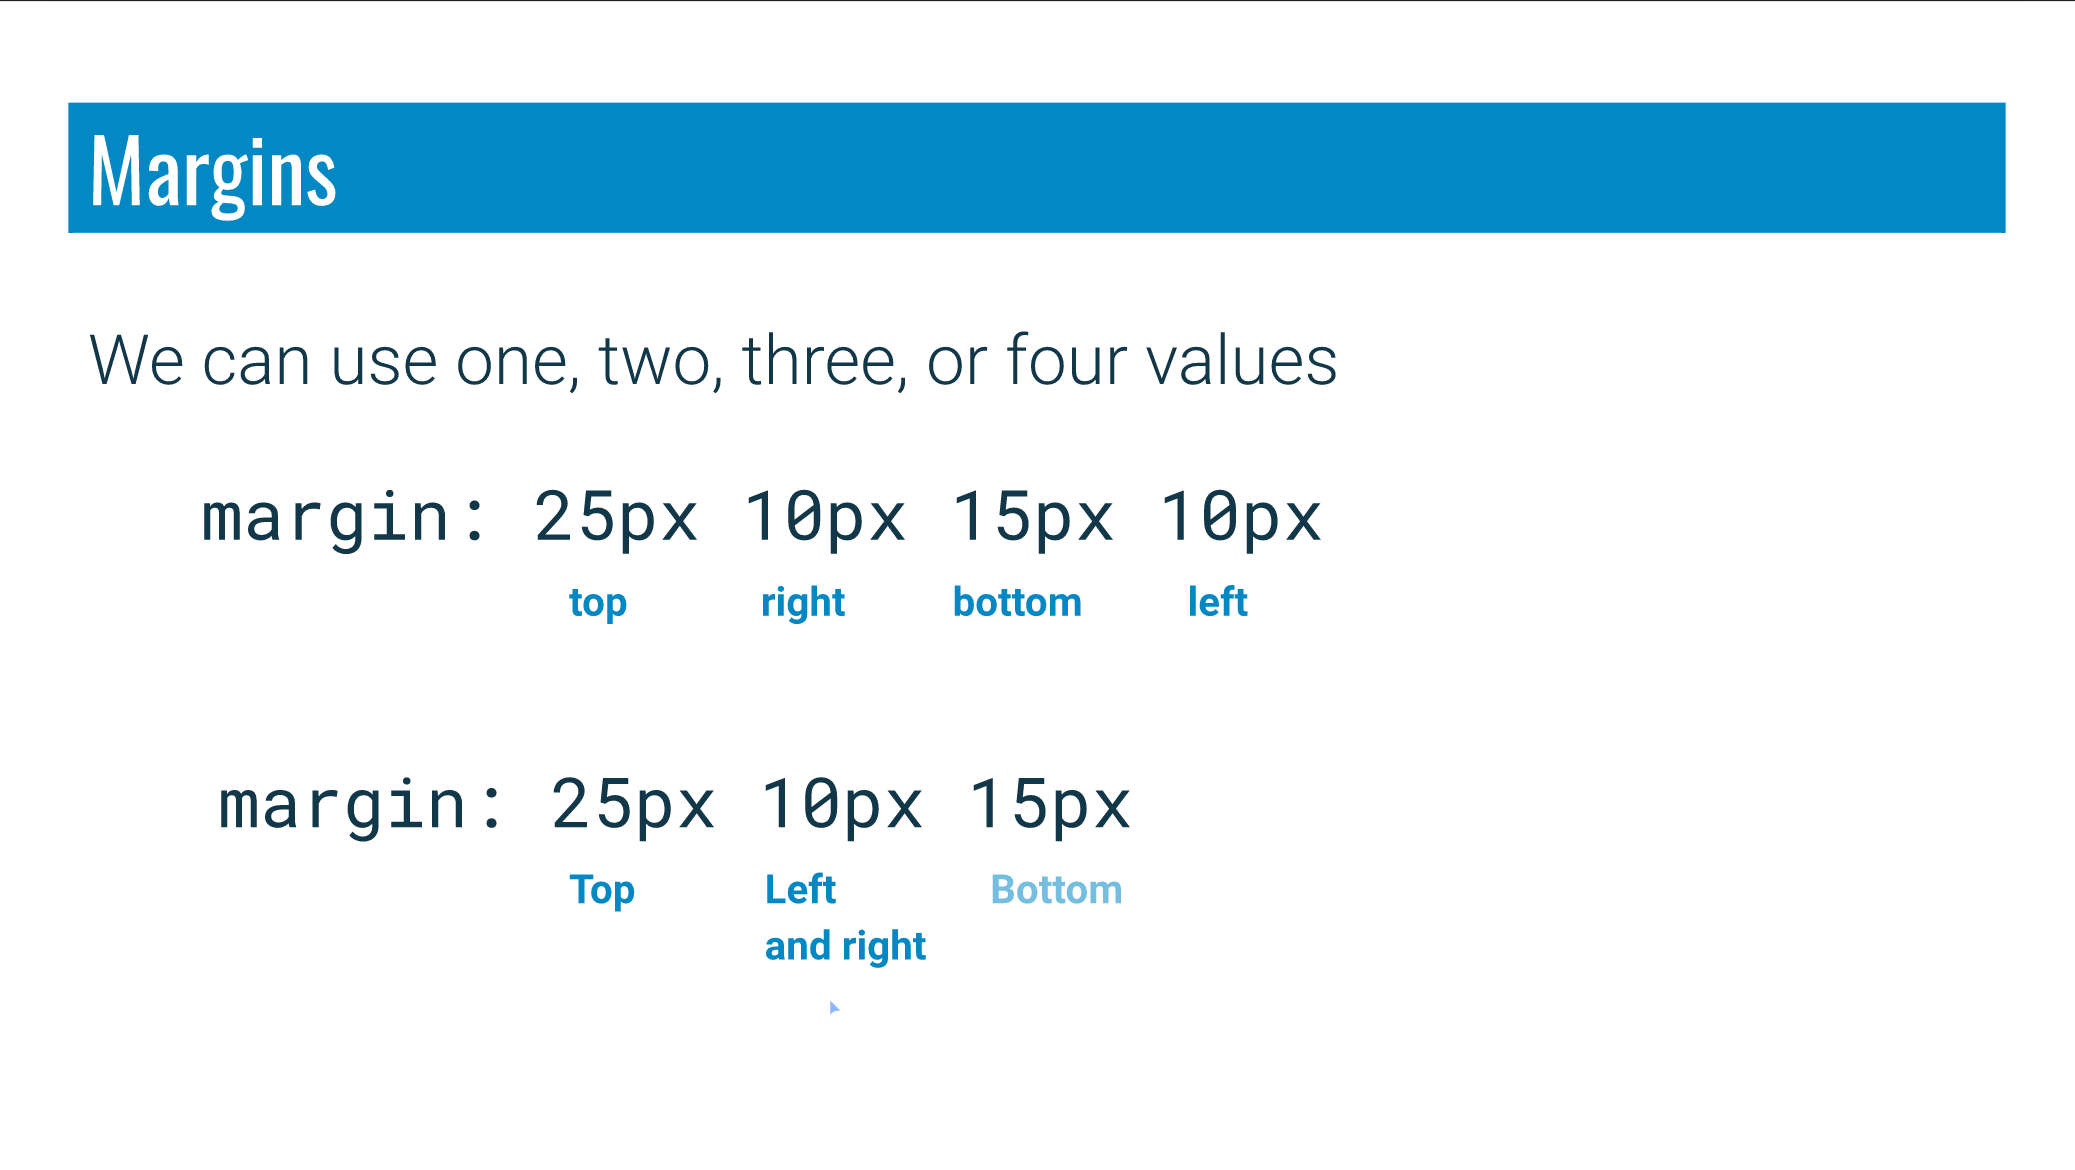 Margins
We can use one, two, three, or four values
margin: 25px 10px 15px 10px
top right bottom left
margin: 25px 10px 15px
Top Left Bottom
and right